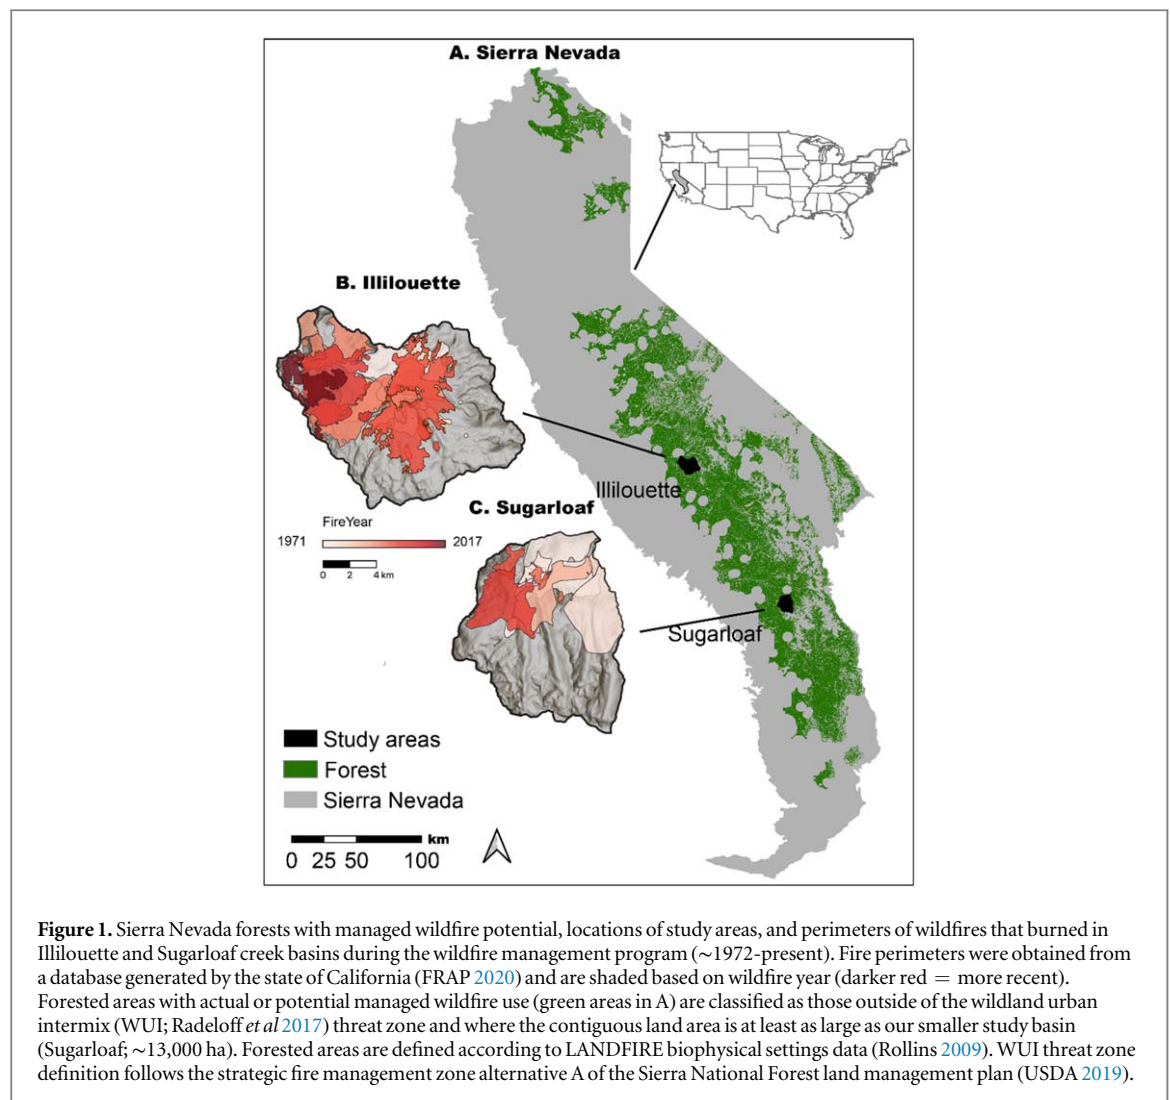 A. Sierra Nevada
B. Illilouette
Illilouette
C. Sugarloaf
FireYear
1971 2017
0 2 4 km
Sugarloaf
Study areas
Forest
Sierra Nevada
km
0 25 50 100
Figure 1. Sierra Nevada forests with managed wildfire potential, locations of study areas, and perimeters of wildfires that burned in
Illilouette and Sugarloaf creek basins during the wildfire management program (∼1972-present). Fire perimeters were obtained from
a database generated by the state of California (FRAP 2020) and are shaded based on wildfire year (darker red = more recent).
Forested areas with actual or potential managed wildfire use (green areas in A) are classified as those outside of the wildland urban
intermix (WUI; Radeloff et al 2017) threat zone and where the contiguous land area is at least as large as our smaller study basin
(Sugarloaf; ∼13,000 ha). Forested areas are defined according to LANDFIRE biophysical settings data (Rollins 2009). WUI threat zone
definition follows the strategic fire management zone alternative A of the Sierra National Forest land management plan (USDA 2019).